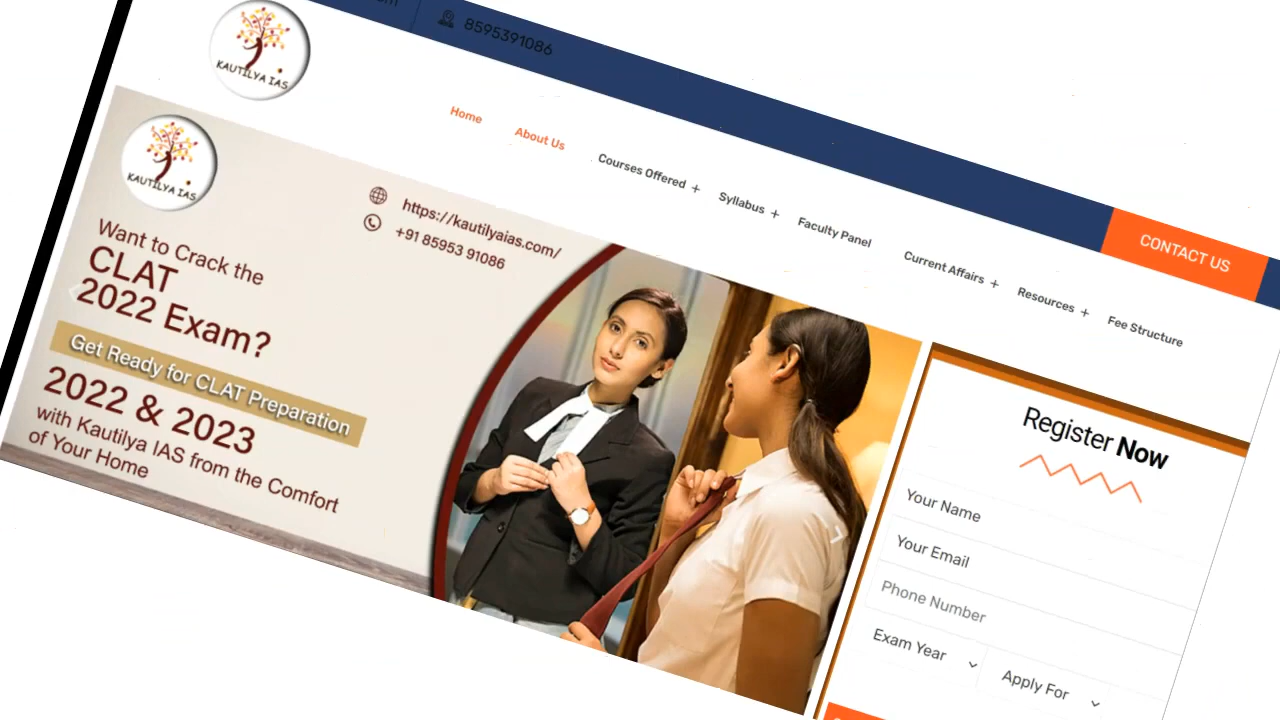 8595391086
KAUTILYA IAS
Home
About Us
Courses Offered +
Syllabus +
Faculty Panel
Current Affairs +
Resources +
Fee Structure
CONTACT US
KAUTILYA IAS
https://kautilyaias.com/
+91 85953 91086
Want to Crack the
CLAT
2022 Exam?
Get Ready for CLAT Preparation
2022 & 2023
with Kautilya IAS from the Comfort
of Your Home
Register Now
Your Name
Your Email
Phone Number
Exam Year
Apply For